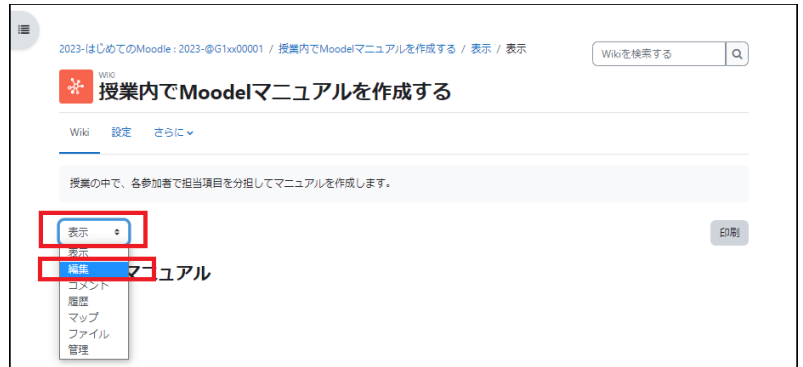 2023-はじめてのMoodle : 2023-@G1xx00001 / 授業内でMoodelマニュアルを作成する / 表示 / 表示
Wikiを検索する
WIKI
授業内でMoodelマニュアルを作成する
Wiki 設定 さらに
授業の中で、各参加者で担当項目を分担してマニュアルを作成します。
表示
印刷
表示
編集
マニュアル
コメント
履歴
マップ
ファイル
管理